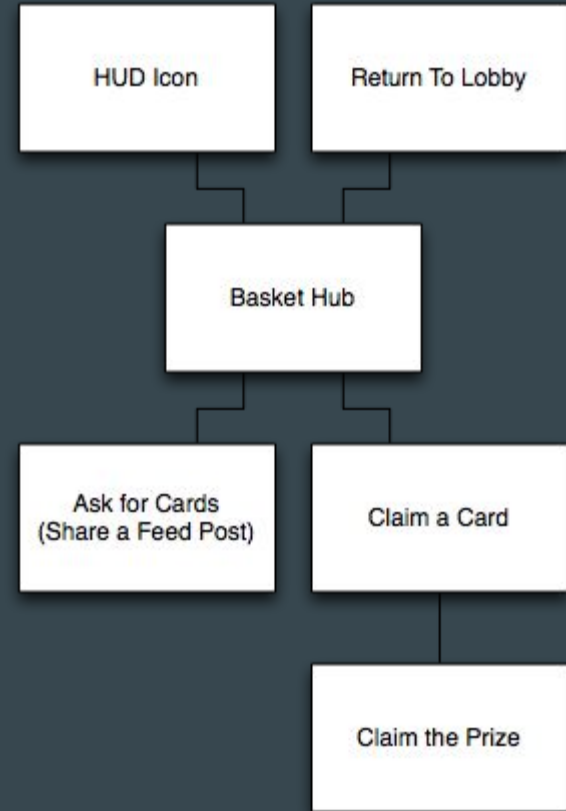 HUD Icon
Return To Lobby
Basket Hub
Ask for Cards
(Share a Feed Post)
Claim a Card
Claim the Prize